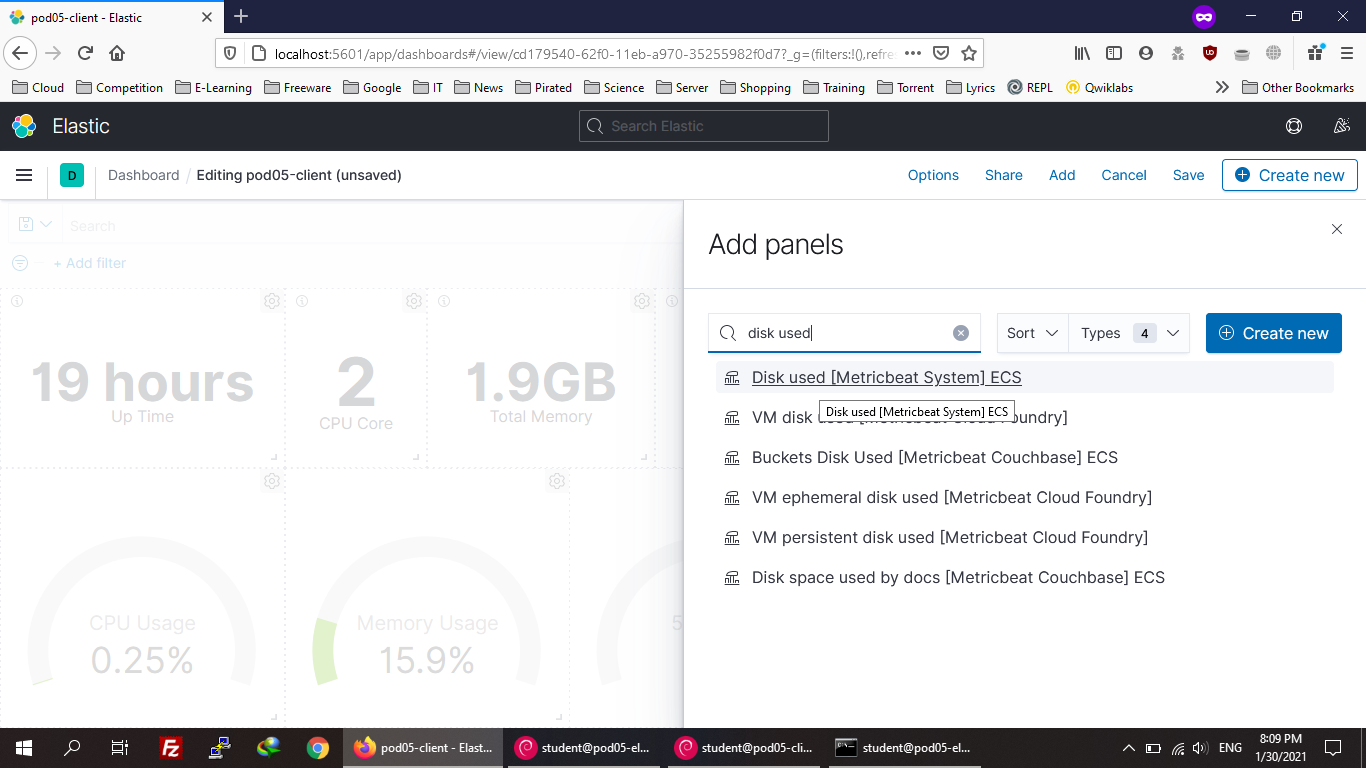 pod05-client - Elastic
localhost:5601/app/dashboards#/view/cd179540-62f0-11eb-a970-35255982f0d7?_g=(filters:!(),refre
Cloud Competition E-Learning Freeware Google IT News Pirated Science Server Shopping Training Torrent Lyrics REPL Qwiklabs Other Bookmarks
Elastic
Search Elastic
D Dashboard / Editing pod05-client (unsaved) Options Share Add Cancel Save Create new
Search
+ Add filter
19 hours
Up Time
2
CPU Core
1.9GB
Total Memory
CPU Usage
0.25%
Memory Usage
15.9%
5
Add panels
disk used Sort Types 4 Create new
Disk used [Metricbeat System] ECS
Disk used [Metricbeat System] ECS
VM disk used [Metricbeat Cloud Foundry]
Buckets Disk Used [Metricbeat Couchbase] ECS
VM ephemeral disk used [Metricbeat Cloud Foundry]
VM persistent disk used [Metricbeat Cloud Foundry]
Disk space used by docs [Metricbeat Couchbase] ECS
pod05-client - Elast... student@pod05-el... student@pod05-cli... student@pod05-el... ENG
8:09 PM
1/30/2021